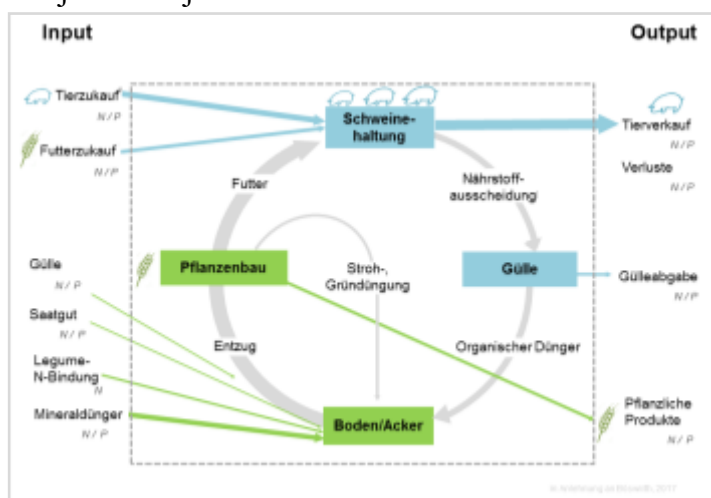 Input
Output
Tierzukauf
N / P
Futterzukauf
N / P
Schweine-
haltung
Tierverkauf
N / P
Verluste
N / P
Futter
Nährstoff-
ausscheidung
Gülle
N / P
Pflanzenbau
Stroh-,
Gründüngung
Gülle
Gülleabgabe
N / P
Saatgut
N / P
Entzug
Organischer Dünger
Legume-
N-Bindung
N
Mineraldünger
N / P
Boden/Acker
Pflanzliche
Produkte
N / P